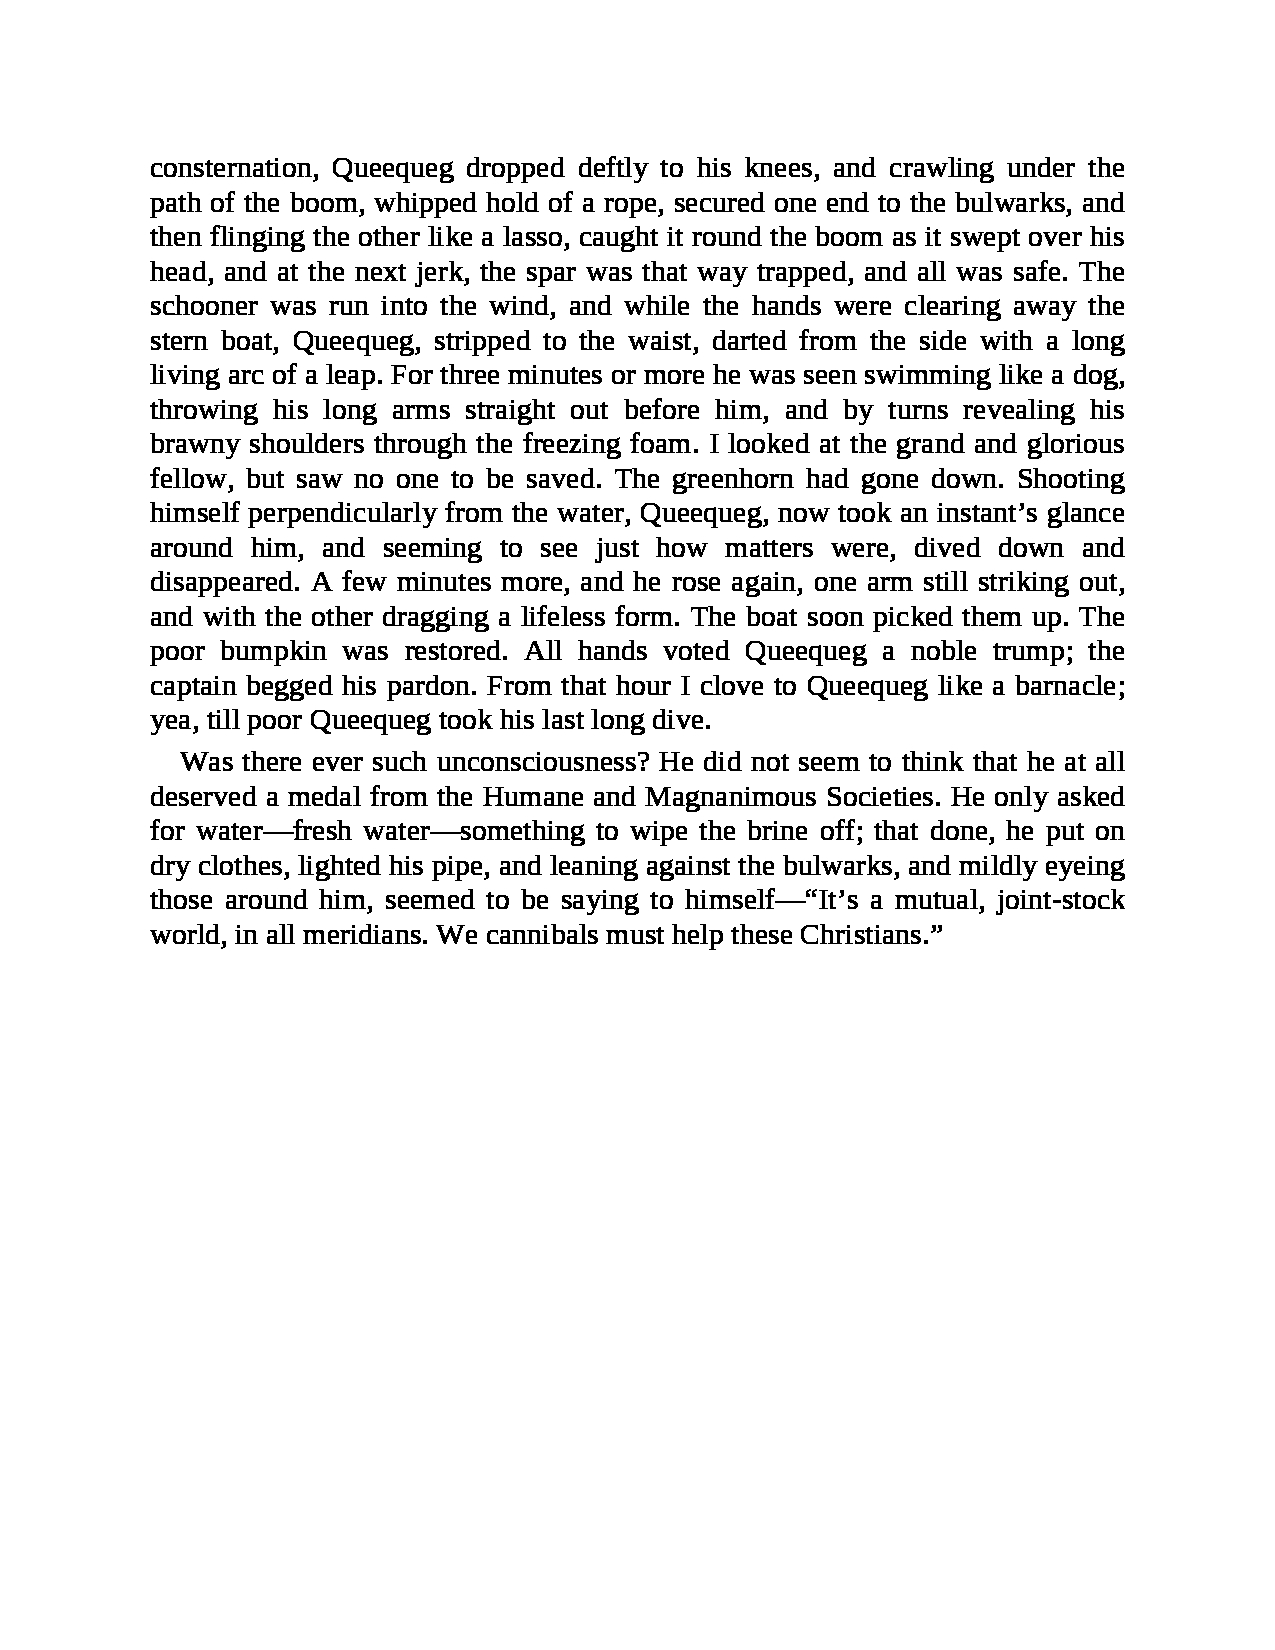 consternation, Queequeg dropped deftly to his knees, and crawling under the
path of the boom, whipped hold of a rope, secured one end to the bulwarks, and
then flinging the other like a lasso, caught it round the boom as it swept over his
head, and at the next jerk, the spar was that way trapped, and all was safe. The
schooner was run into the wind, and while the hands were clearing away the
stern boat, Queequeg, stripped to the waist, darted from the side with a long
living arc of a leap. For three minutes or more he was seen swimming like a dog,
throwing his long arms straight out before him, and by turns revealing his
brawny shoulders through the freezing foam. I looked at the grand and glorious
fellow, but saw no one to be saved. The greenhorn had gone down. Shooting
himself perpendicularly from the water, Queequeg, now took an instant’s glance
around him, and seeming to see just how matters were, dived down and
disappeared. A few minutes more, and he rose again, one arm still striking out,
and with the other dragging a lifeless form. The boat soon picked them up. The
poor bumpkin was restored. All hands voted Queequeg a noble trump; the
captain begged his pardon. From that hour I clove to Queequeg like a barnacle;
yea, till poor Queequeg took his last long dive.
Was there ever such unconsciousness? He did not seem to think that he at all
deserved a medal from the Humane and Magnanimous Societies. He only asked
for water—fresh water—something to wipe the brine off; that done, he put on
dry clothes, lighted his pipe, and leaning against the bulwarks, and mildly eyeing
those around him, seemed to be saying to himself—“It’s a mutual, joint-stock
world, in all meridians. We cannibals must help these Christians.”